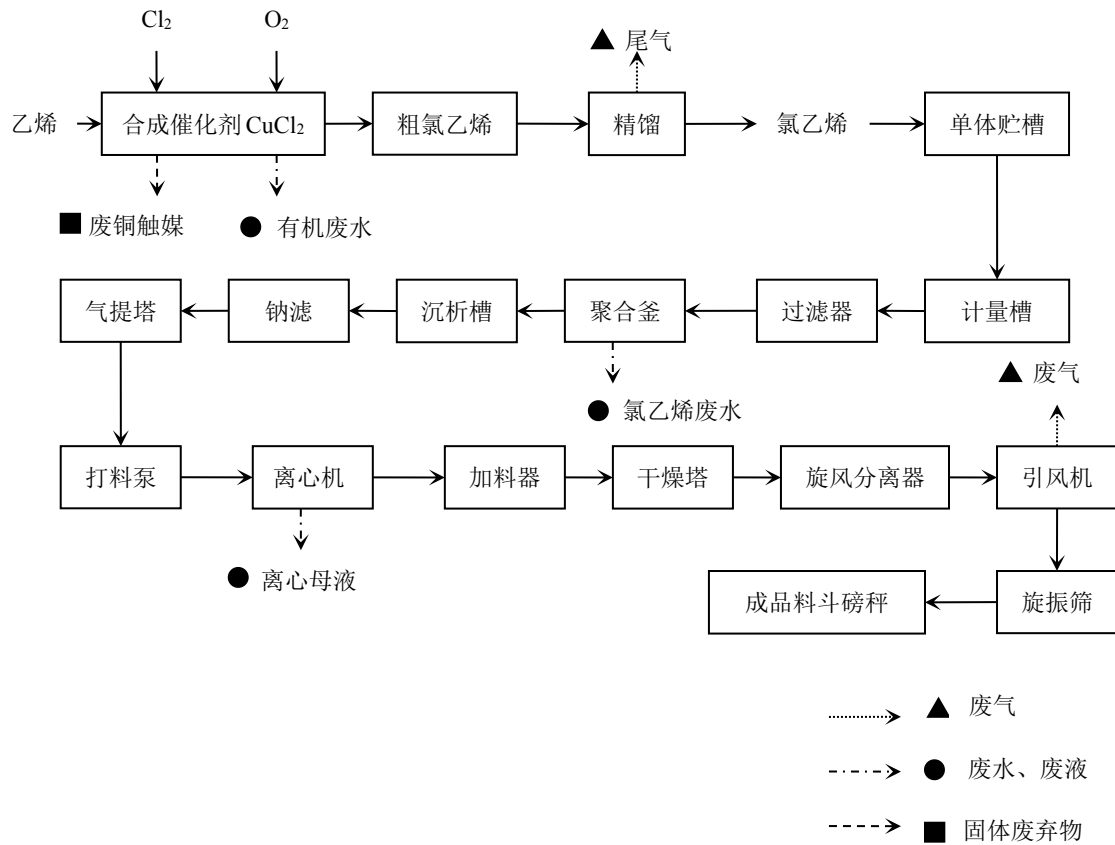 Cl₂
O₂
▲ 尾气
乙烯
合成催化剂 CuCl₂
粗氯乙烯
精馏
氯乙烯
单体贮槽
■ 废铜触媒
● 有机废水
气提塔
钠滤
沉析槽
聚合釜
过滤器
计量槽
▲ 废气
● 氯乙烯废水
打料泵
离心机
加料器
干燥塔
旋风分离器
引风机
● 离心母液
成品料斗磅秤
旋振筛
▲ 废气
● 废水、废液
■ 固体废弃物